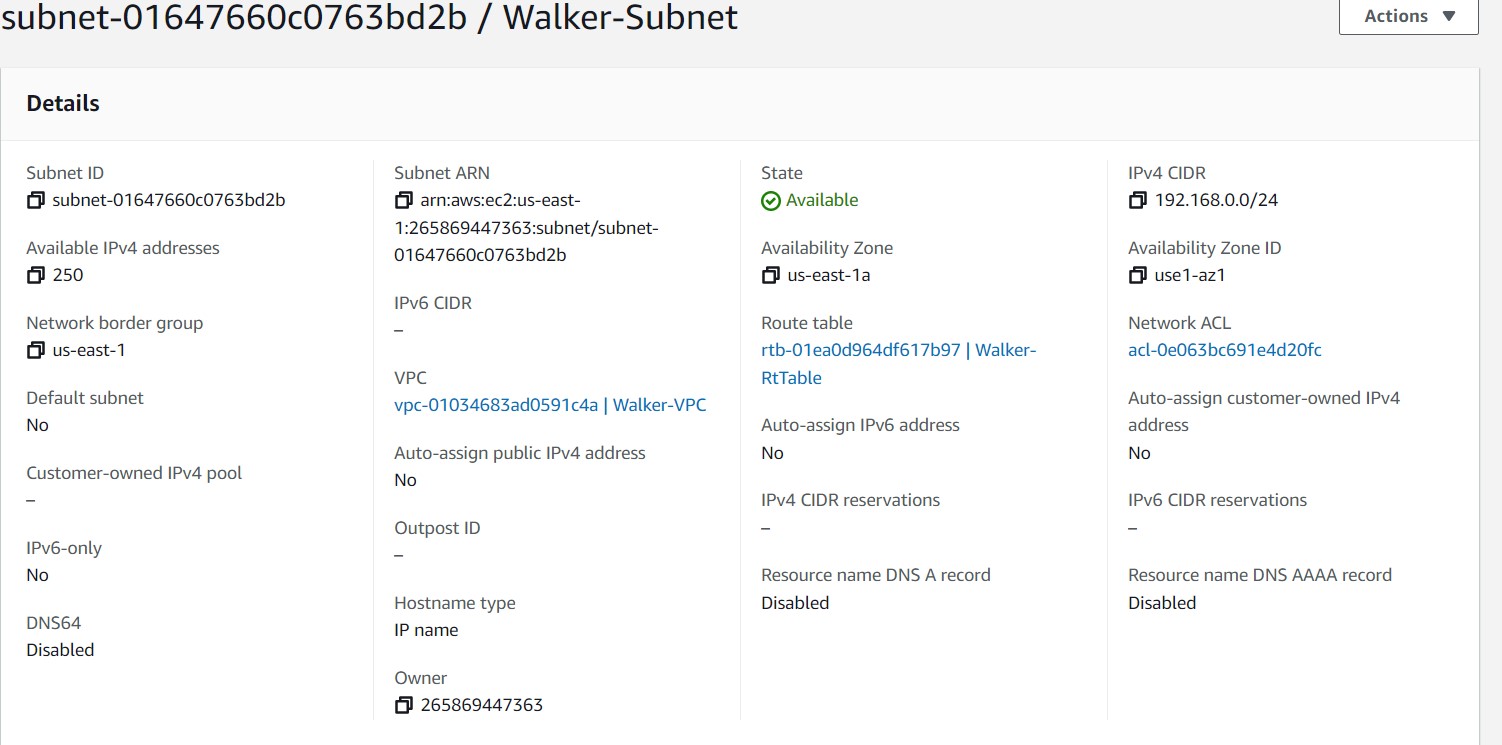 subnet-01647660c0763bd2b / Walker-Subnet
Actions
Details
Subnet ID
subnet-01647660c0763bd2b
Available IPv4 addresses
250
Network border group
us-east-1
Default subnet
No
Customer-owned IPv4 pool
–
IPv6-only
No
DNS64
Disabled
Subnet ARN
arn:aws:ec2:us-east-
1:265869447363:subnet/subnet-
01647660c0763bd2b
IPv6 CIDR
–
VPC
vpc-01034683ad0591c4a | Walker-VPC
Auto-assign public IPv4 address
No
Outpost ID
–
Hostname type
IP name
Owner
265869447363
State
Available
Availability Zone
us-east-1a
Route table
rtb-01ea0d964df617b97 | Walker-
RtTable
Auto-assign IPv6 address
No
IPv4 CIDR reservations
–
Resource name DNS A record
Disabled
IPv4 CIDR
192.168.0.0/24
Availability Zone ID
use1-az1
Network ACL
acl-0e063bc691e4d20fc
Auto-assign customer-owned IPv4
address
No
IPv6 CIDR reservations
–
Resource name DNS AAAA record
Disabled